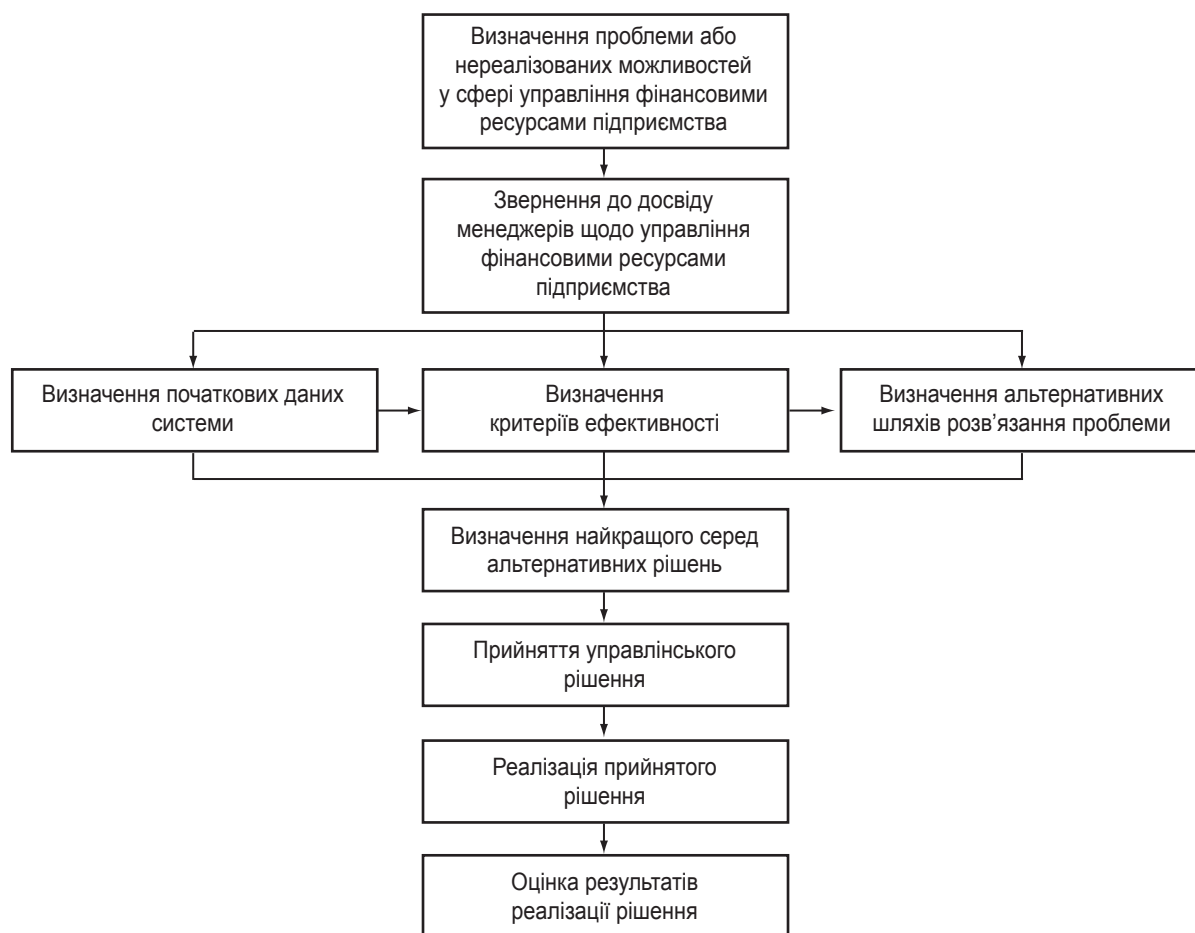 Визначення проблеми або
нереалізованих можливостей
у сфері управління фінансовими
ресурсами підприємства
Звернення до досвіду
менеджерів щодо управління
фінансовими ресурсами
підприємства
Визначення початкових даних
системи
Визначення
критеріїв ефективності
Визначення альтернативних
шляхів розв’язання проблеми
Визначення найкращого серед
альтернативних рішень
Прийняття управлінського
рішення
Реалізація прийнятого
рішення
Оцінка результатів
реалізації рішення